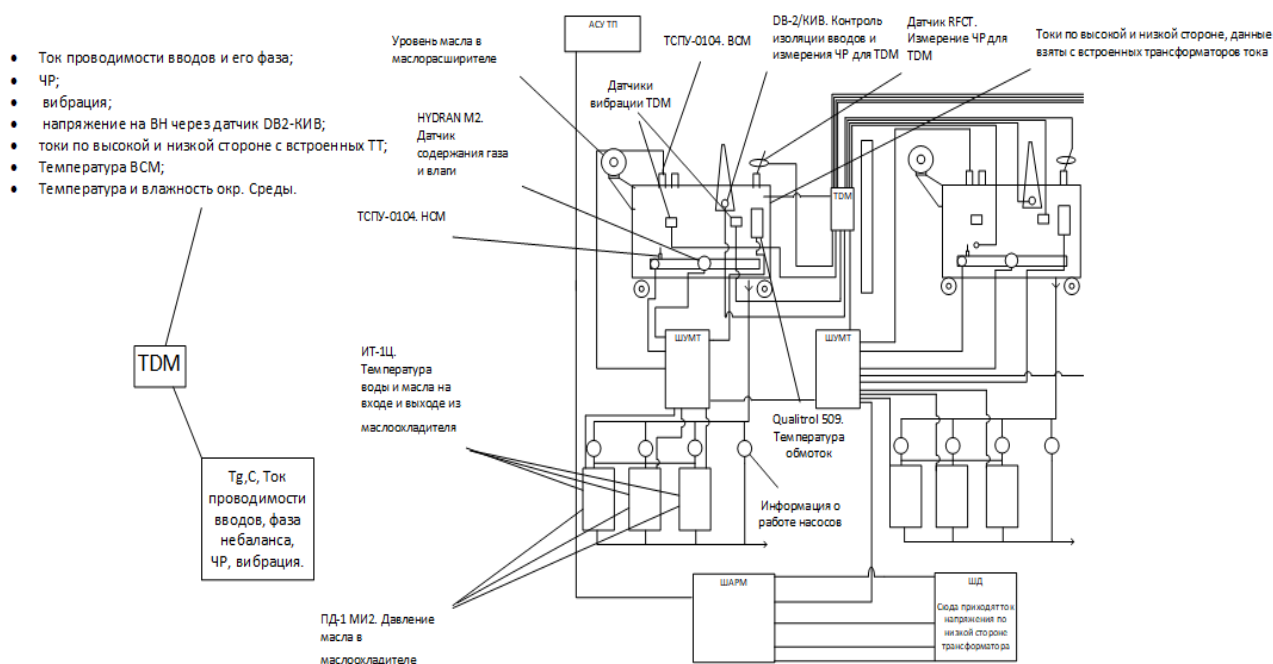 Ток проводимости вводов и его фаза;
ЧР;
вибрация;
напряжение на ВН через датчик DB2-КИВ;
токи по высокой и низкой стороне с встроенных ТТ;
Температура ВСМ;
Температура и влажность окр. Среды.
TDM
Tg,C, Ток
проводимости
вводов, фаза
небаланса,
ЧР, вибрация.
АСУ ТП
Уровень масла в
маслорасширителе
ТСПУ-0104. ВСМ
DB-2/КИВ. Контроль
изоляции вводов и
измерения ЧР для TDM
Датчик RFCT.
Измерение ЧР для
TDM
Токи по высокой и низкой стороне, данные
взяты с встроенных трансформаторов тока
Датчики
вибрации TDM
HYDRAN M2.
Датчик
содержания газа
и влаги
ТСПУ-0104. НСМ
TDM
ШУМТ
ШУМТ
ИТ-1Ц.
Температура
воды и масла на
входе и выходе из
маслоохладителя
Qualitrol 509.
Температура
обмоток
Информация о
работе насосов
ПД-1 МИ2. Давление
масла в
маслоохладителе
ШАРМ
ШД
Сюда приходят ток
напряжения по
низкой стороне
трансформатора